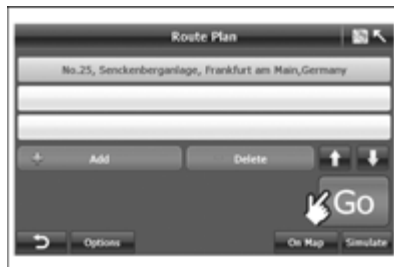 Route Plan
No.25, Senckenberganlage, Frankfurt am Main,Germany
Add Delete
Go
Options On Map Simulate